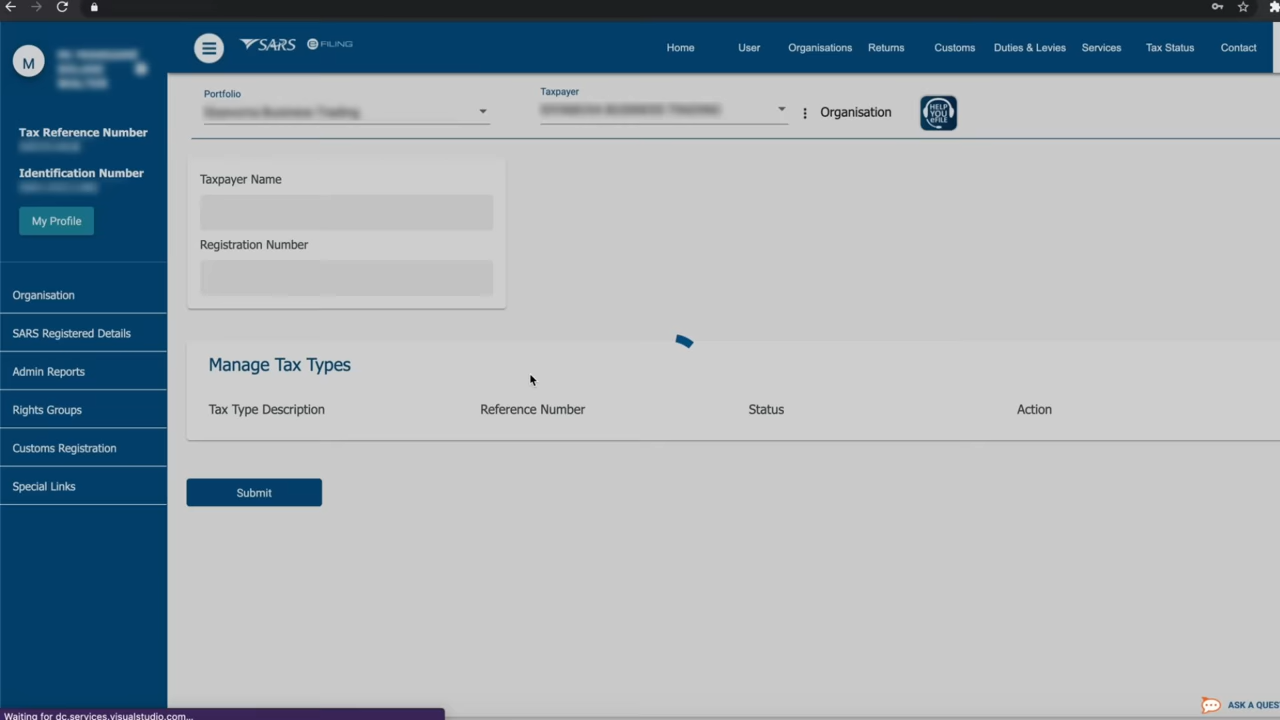 SARS eFILING
Home
User
Organisations
Returns
Customs
Duties & Levies
Services
Tax Status
Contact
M
Tax Reference Number
Identification Number
My Profile
Organisation
SARS Registered Details
Admin Reports
Rights Groups
Customs Registration
Special Links
Portfolio
Taxpayer
Organisation
HELP
YOU
eFILE
Taxpayer Name
Registration Number
Manage Tax Types
Tax Type Description
Reference Number
Status
Action
Submit
ASK A QUES
Waiting for dc.services.visualstudio.com...